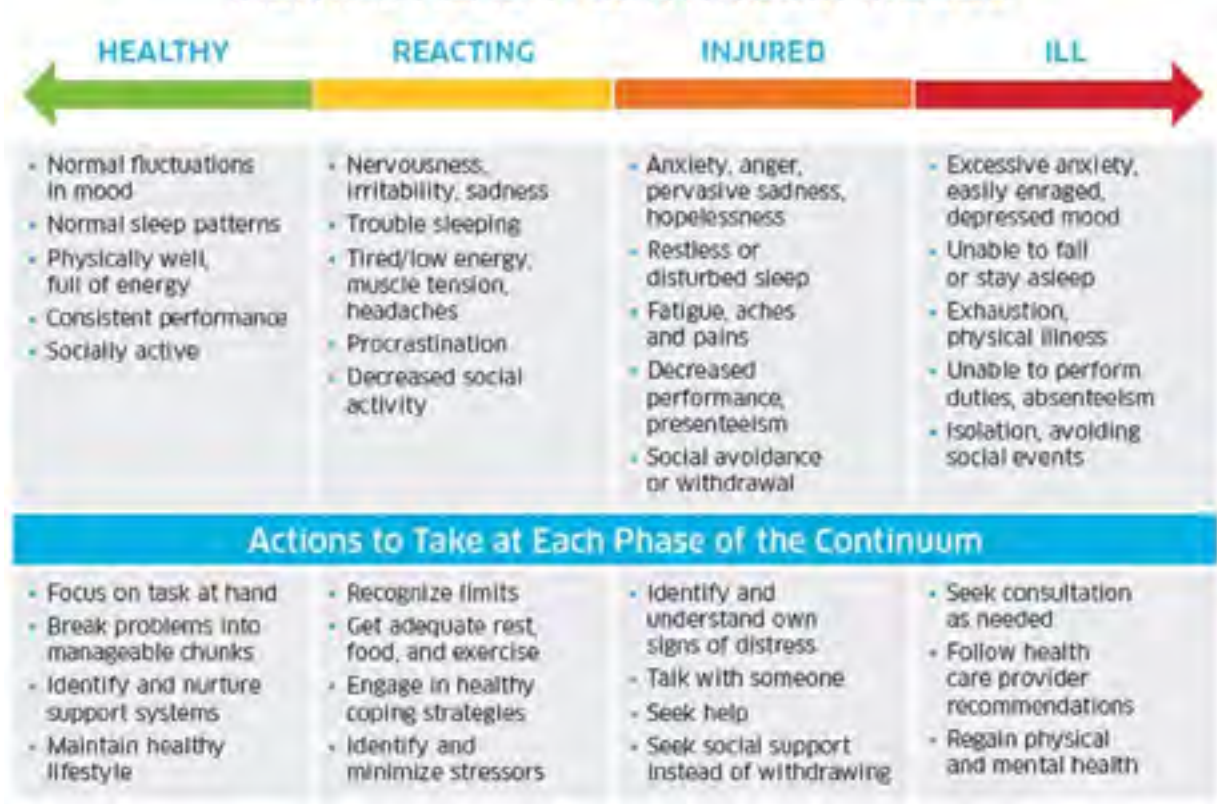 HEALTHY
REACTING
INJURED
ILL
• Normal fluctuations
in mood
• Normal sleep patterns
• Physically well,
full of energy
• Consistent performance
• Socially active
• Nervousness,
irritability, sadness
• Trouble sleeping
• Tired/low energy,
muscle tension,
headaches
• Procrastination
• Decreased social
activity
• Anxiety, anger,
pervasive sadness,
hopelessness
• Restless or
disturbed sleep
• Fatigue, aches
and pains
• Decreased
performance,
presenteeism
• Social avoidance
or withdrawal
• Excessive anxiety,
easily enraged,
depressed mood
• Unable to fall
or stay asleep
• Exhaustion,
physical illness
• Unable to perform
duties, absenteeism
• Isolation, avoiding
social events
Actions to Take at Each Phase of the Continuum
• Focus on task at hand
• Break problems into
manageable chunks
• Identify and nurture
support systems
• Maintain healthy
lifestyle
• Recognize limits
• Get adequate rest,
food, and exercise
• Engage in healthy
coping strategies
• Identify and
minimize stressors
• Identify and
understand own
signs of distress
• Talk with someone
• Seek help
• Seek social support
instead of withdrawing
• Seek consultation
as needed
• Follow health
care provider
recommendations
• Regain physical
and mental health